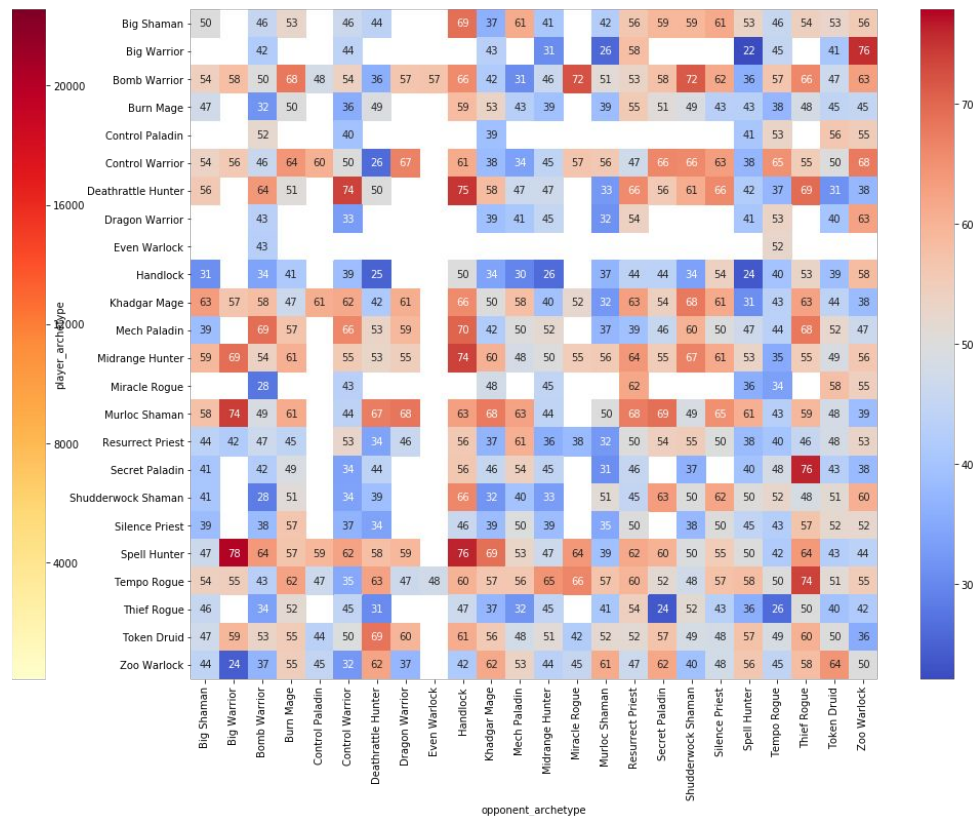 Big Shaman 50 46 53 46 44 69 37 61 41 42 56 59 59 61 53 46 54 53 56
Big Warrior 42 44 43 31 26 58 22 45 41 76
Bomb Warrior 54 58 50 68 48 54 36 57 57 66 42 31 46 72 51 53 58 72 62 36 57 66 47 63
Burn Mage 47 32 50 36 49 59 53 43 39 39 55 51 49 43 43 38 48 45 45
Control Paladin 52 40 39 41 53 56 55
Control Warrior 54 56 46 64 60 50 26 67 61 38 34 45 57 56 47 66 66 63 38 65 55 50 68
Deathrattle Hunter 56 64 51 74 50 75 58 47 47 33 66 56 61 66 42 37 69 31 38
Dragon Warrior 43 33 39 41 45 32 54 41 53 40 63
Even Warlock 43 52
Handlock 31 34 41 39 25 50 34 30 26 37 44 44 34 54 24 40 53 39 58
Khadgar Mage 63 57 58 47 61 62 42 61 66 50 58 40 52 32 63 54 68 61 31 43 63 44 38
Mech Paladin 39 69 57 66 53 59 70 42 50 52 37 39 46 60 50 47 44 68 52 47
Midrange Hunter 59 69 54 61 55 53 55 74 60 48 50 55 56 64 55 67 61 53 35 55 49 56
Miracle Rogue 28 43 48 45 62 36 34 58 55
Murloc Shaman 58 74 49 61 44 67 68 63 68 63 44 50 68 69 49 65 61 43 59 48 39
Resurrect Priest 44 42 47 45 53 34 46 56 37 61 36 38 32 50 54 55 50 38 40 46 48 53
Secret Paladin 41 42 49 34 44 56 46 54 45 31 46 37 40 48 76 43 38
Shudderwock Shaman 41 28 51 34 39 66 32 40 33 51 45 63 50 62 50 52 48 51 60
Silence Priest 39 38 57 37 34 46 39 50 39 35 50 38 50 45 43 57 52 52
Spell Hunter 47 78 64 57 59 62 58 59 76 69 53 47 64 39 62 60 50 55 50 42 64 43 44
Tempo Rogue 54 55 43 62 47 35 63 47 48 60 57 56 65 66 57 60 52 48 57 58 50 74 51 55
Thief Rogue 46 34 52 45 31 47 37 32 45 41 54 24 52 43 36 26 50 40 42
Token Druid 47 59 53 55 44 50 69 60 61 56 48 51 42 52 52 57 49 48 57 49 60 50 36
Zoo Warlock 44 24 37 55 45 32 62 37 42 62 53 44 45 61 47 62 40 48 56 45 58 64 50
Big Shaman
Big Warrior
Bomb Warrior
Burn Mage
Control Paladin
Control Warrior
Deathrattle Hunter
Dragon Warrior
Even Warlock
Handlock
Khadgar Mage
Mech Paladin
Midrange Hunter
Miracle Rogue
Murloc Shaman
Resurrect Priest
Secret Paladin
Shudderwock Shaman
Silence Priest
Spell Hunter
Tempo Rogue
Thief Rogue
Token Druid
Zoo Warlock
opponent_archetype
player_archetype
20000
16000
12000
8000
4000
70
60
50
40
30